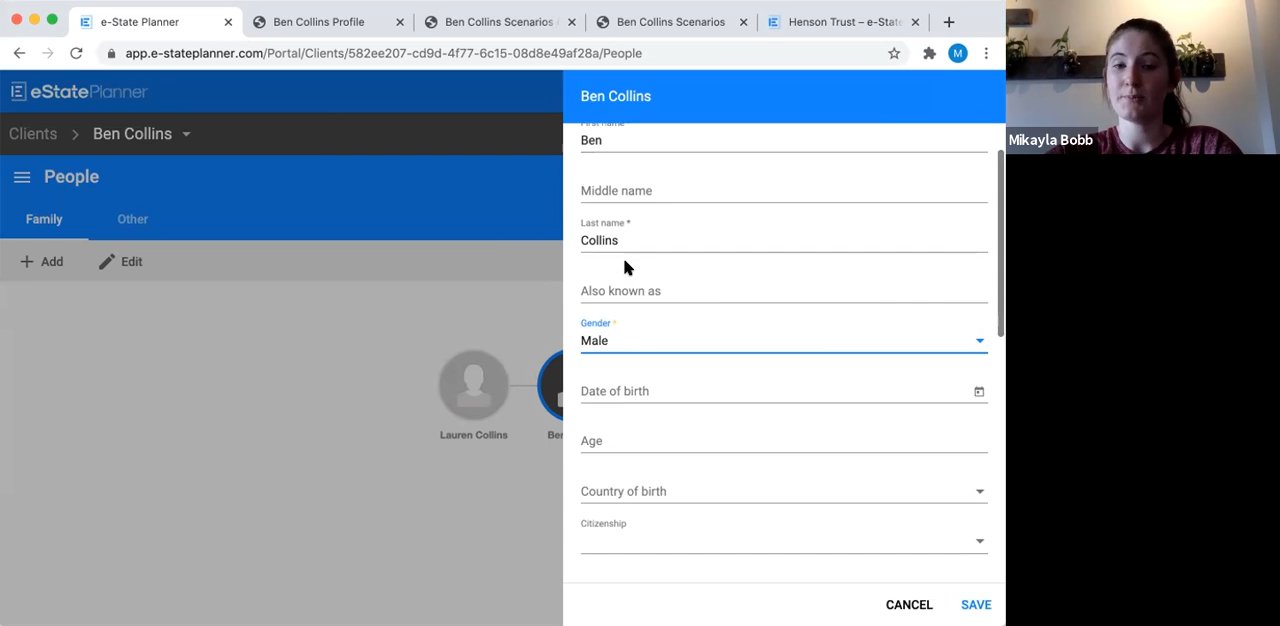 e-State Planner
Ben Collins Profile
Ben Collins Scenarios
Ben Collins Scenarios
Henson Trust – e-State
app.e-stateplanner.com/Portal/Clients/582ee207-cd9d-4f77-6c15-08d8e49af28a/People
M
eStatePlanner
Clients > Ben Collins
People
Family
Other
+ Add
Edit
Lauren Collins
Ben
Ben Collins
First name *
Ben
Middle name
Last name *
Collins
Also known as
Gender *
Male
Date of birth
Age
Country of birth
Citizenship
CANCEL
SAVE
Mikayla Bobb